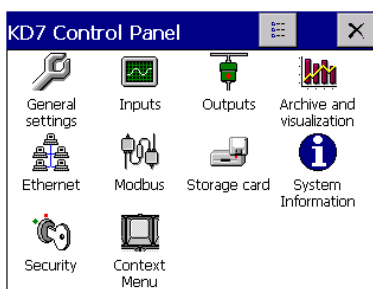 KD7 Control Panel
General
settings
Inputs
Outputs
Archive and
visualization
Ethernet
Modbus
Storage card
System
Information
Security
Context
Menu